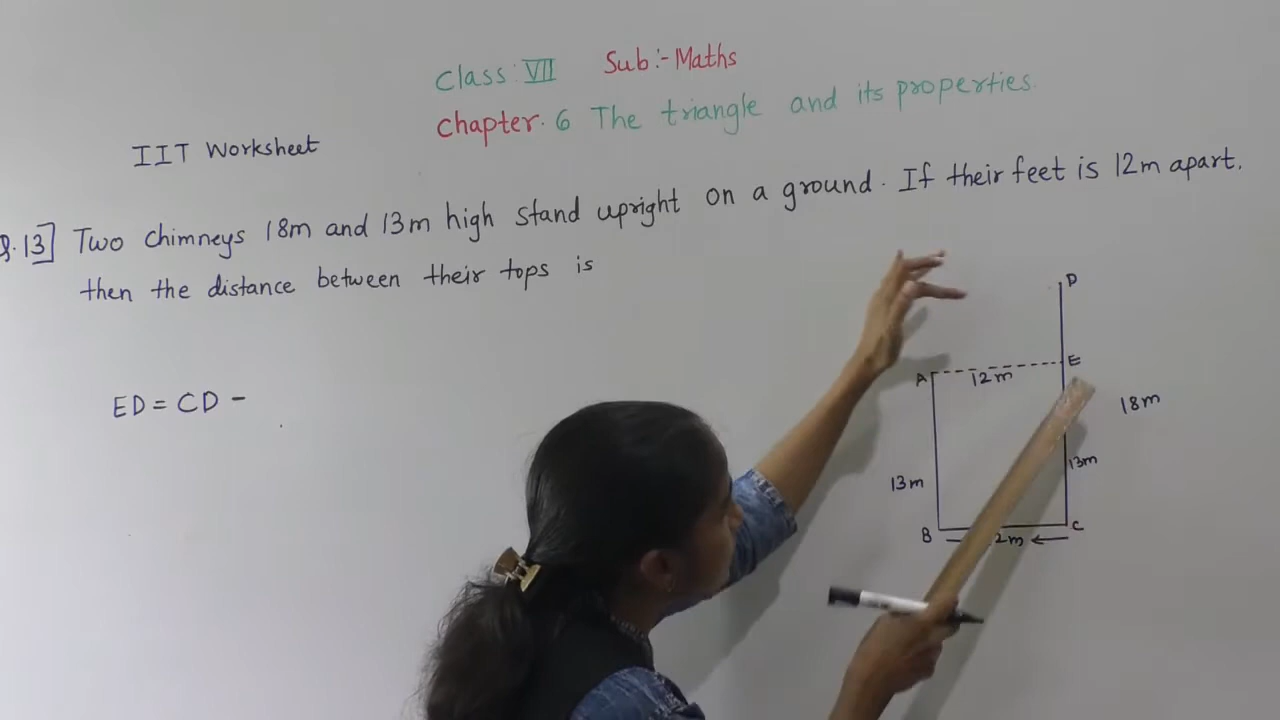 Class: VII Sub:- Maths
Chapter. 6 The triangle and its properties.
IIT Worksheet
Q.13] Two chimneys 18m and 13m high stand upright on a ground. If their feet is 12m apart.
then the distance between their tops is
ED = CD -
D
A
12m
E
18m
13m
13m
B
2m
C